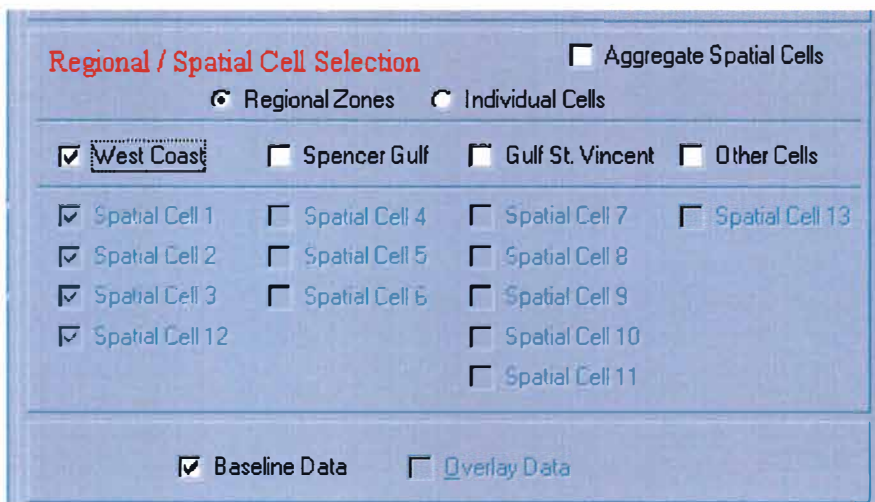 Regional / Spatial Cell Selection
Aggregate Spatial Cells
Regional Zones Individual Cells
West Coast Spencer Gulf Gulf St. Vincent Other Cells
Spatial Cell 1 Spatial Cell 4 Spatial Cell 7 Spatial Cell 13
Spatial Cell 2 Spatial Cell 5 Spatial Cell 8
Spatial Cell 3 Spatial Cell 6 Spatial Cell 9
Spatial Cell 12 Spatial Cell 10
Spatial Cell 11
Baseline Data Overlay Data